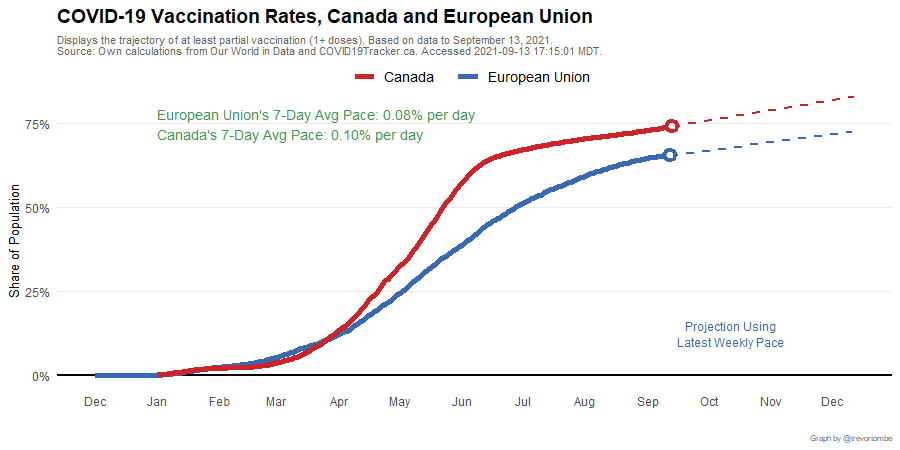 COVID-19 Vaccination Rates, Canada and European Union
Displays the trajectory of at least partial vaccination (1+ doses). Based on data to September 13, 2021.
Source: Own calculations from Our World in Data and COVID19Tracker.ca. Accessed 2021-09-13 17:15:01 MDT.
Canada European Union
European Union's 7-Day Avg Pace: 0.08% per day
Canada's 7-Day Avg Pace: 0.10% per day
75%
50%
25%
0%
Share of Population
Projection Using
Latest Weekly Pace
Dec Jan Feb Mar Apr May Jun Jul Aug Sep Oct Nov Dec
Graph by @trevortombe